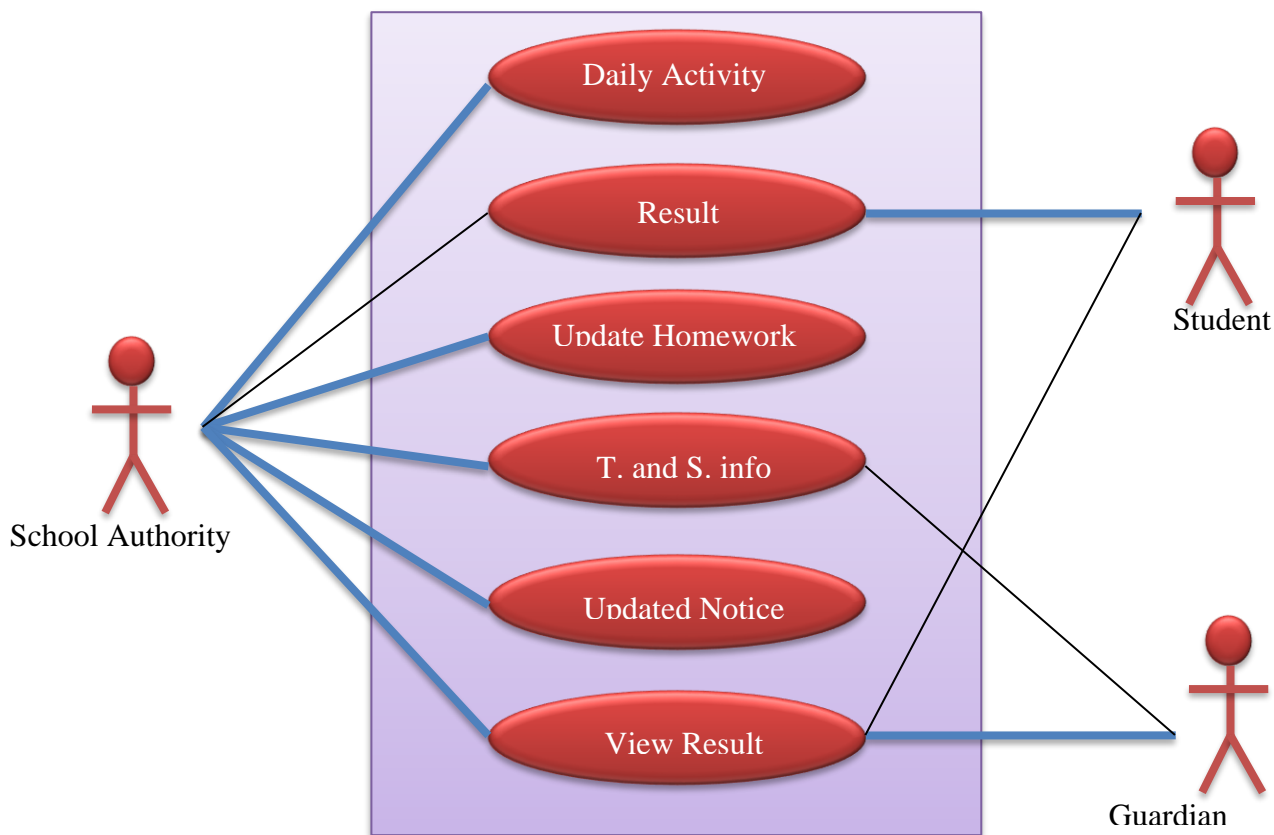 Daily Activity
Result
Student
Update Homework
T. and S. info
School Authority
Updated Notice
View Result
Guardian